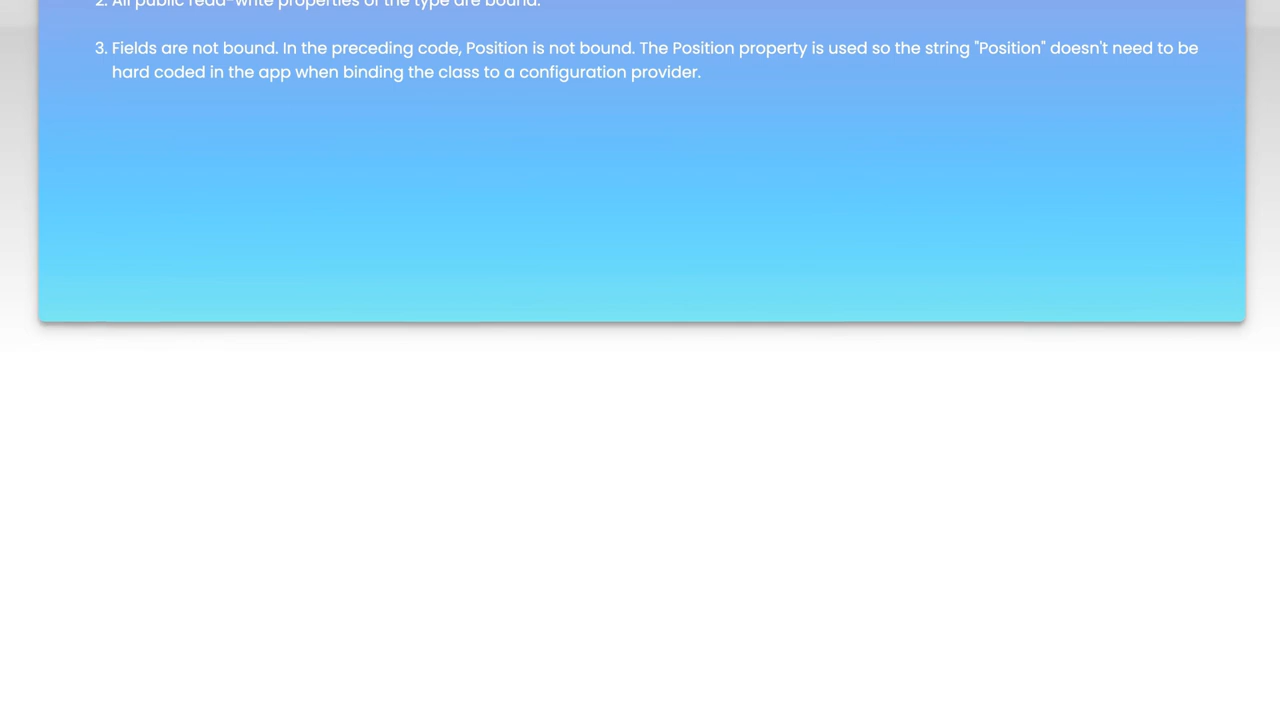 2. All public read-write properties of the type are bound.
3. Fields are not bound. In the preceding code, Position is not bound. The Position property is used so the string "Position" doesn't need to be
hard coded in the app when binding the class to a configuration provider.